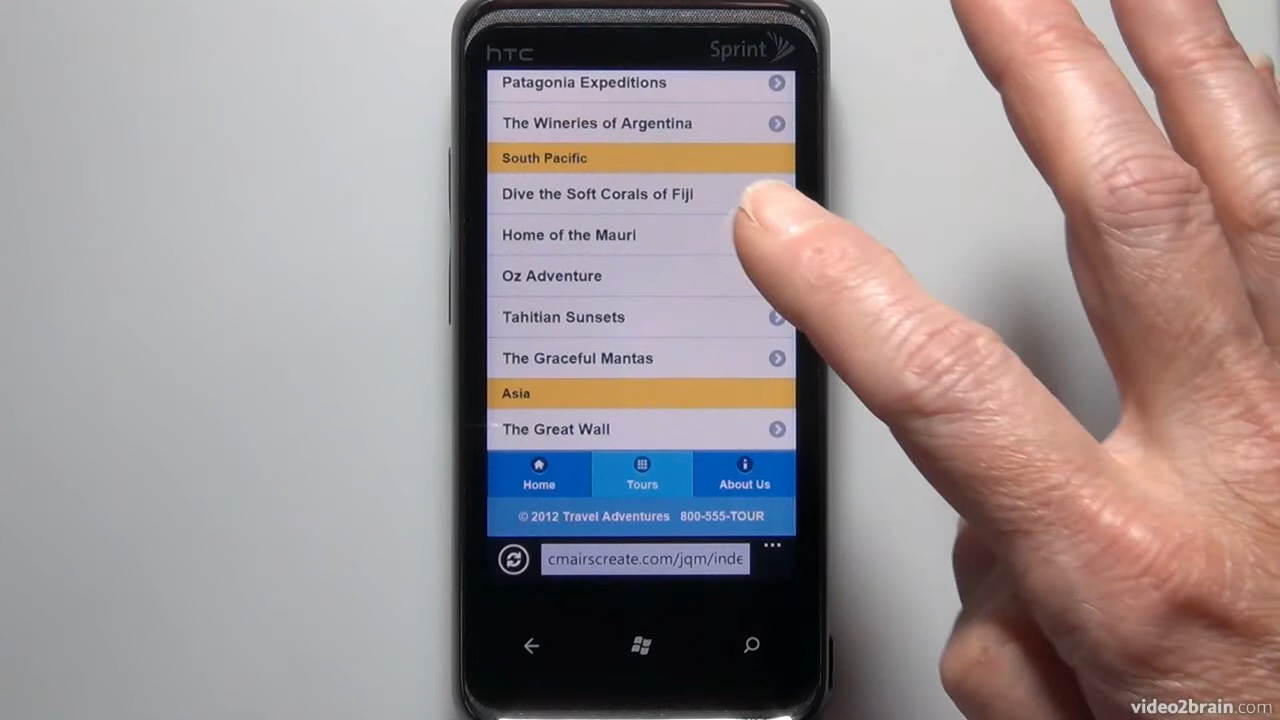 hTC
Sprint
Patagonia Expeditions
The Wineries of Argentina
South Pacific
Dive the Soft Corals of Fiji
Home of the Mauri
Oz Adventure
Tahitian Sunsets
The Graceful Mantas
Asia
The Great Wall
Home Tours About Us
© 2012 Travel Adventures 800-555-TOUR
cmairscreate.com/jqm/inde
video2brain.com